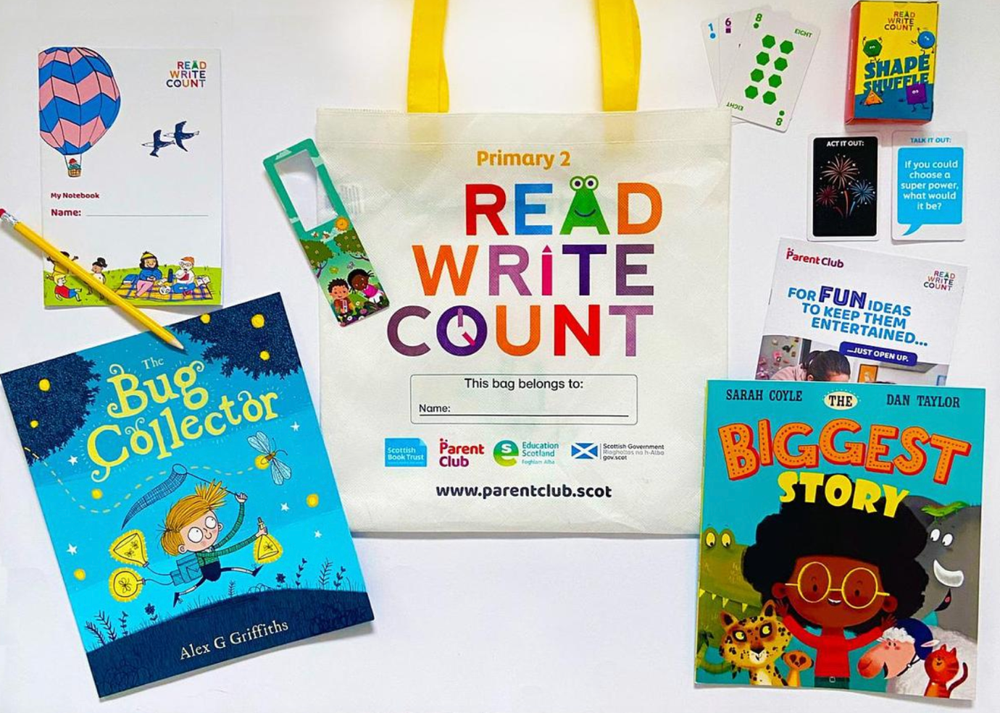 READ
WRITE
COUNT
My Notebook
Name:
The
Bug
Collector
Alex G Griffiths
Primary 2
READ
WRITE
COUNT
This bag belongs to:
Name:
Scottish
Book Trust
Parent
Club
Education
Scotland
Foghlam Alba
Scottish Government
Riaghaltas na h-Alba
gov.scot
www.parentclub.scot
1
6
8
EIGHT
EIGHT
8
READ
WRITE
COUNT
SHAPE
SHUFFLE
ACT IT OUT:
TALK IT OUT:
If you could
choose a
super power,
what would
it be?
Parent Club
READ
WRITE
COUNT
FOR FUN IDEAS
TO KEEP THEM
ENTERTAINED...
...JUST OPEN UP.
SARAH COYLE THE DAN TAYLOR
BIGGEST
STORY